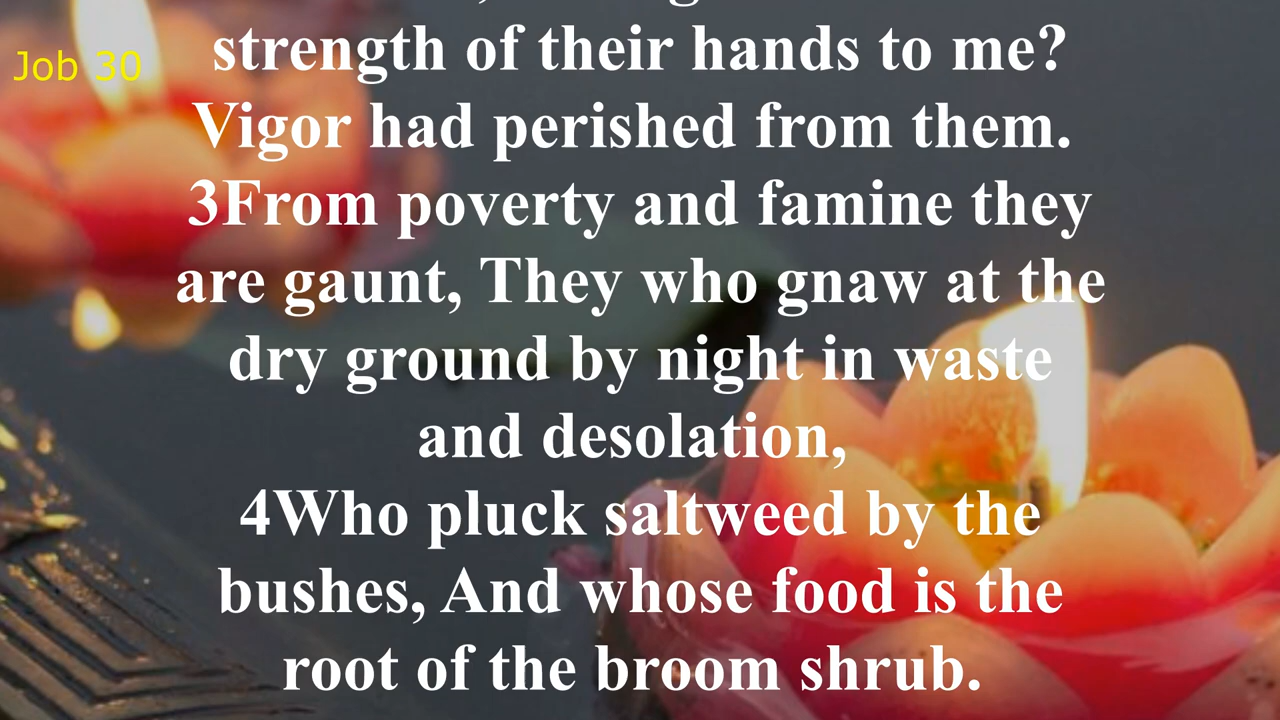 Job 30
strength of their hands to me?
Vigor had perished from them.
3From poverty and famine they
are gaunt, They who gnaw at the
dry ground by night in waste
and desolation,
4Who pluck saltweed by the
bushes, And whose food is the
root of the broom shrub.